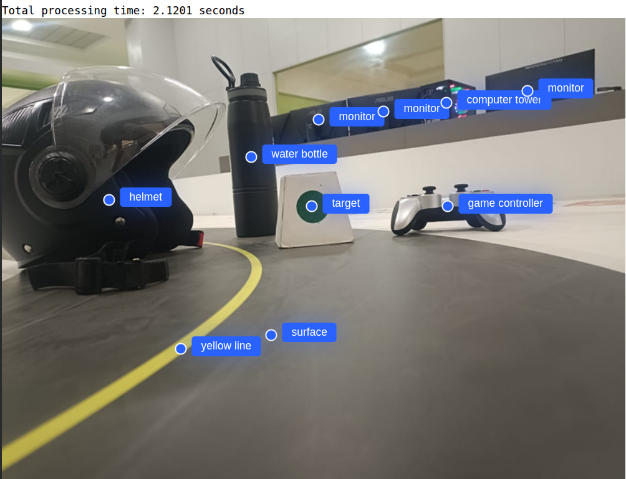 Total processing time: 2.1201 seconds
monitor
computer tower
monitor
monitor
water bottle
helmet
target
game controller
surface
yellow line